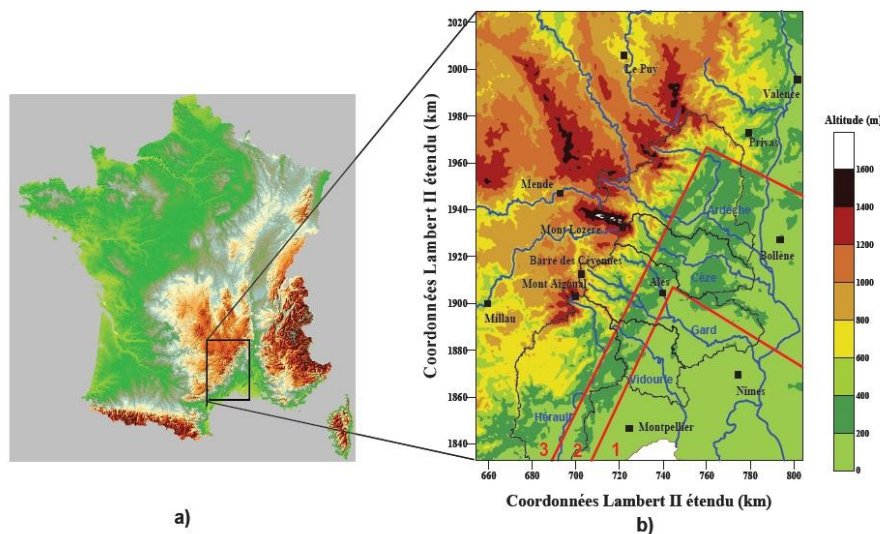 2020
2000
1980
1960
1940
1920
1900
1880
1860
1840
Coordonnées Lambert II étendu (km)
660
680
700
720
740
760
780
800
Coordonnées Lambert II étendu (km)
Le Puy
Valence
Privas
Mende
Ardèche
Mont Lozère
Bollène
Barre des Cévennes
Cèze
Mont Aigoual
Alès
Millau
Gard
Vidourle
Nîmes
Hérault
Montpellier
3
2
1
Altitude (m)
1600
1400
1200
1000
800
600
400
200
0
a)
b)